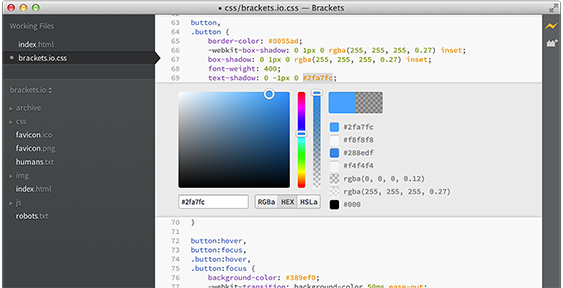 css/brackets.io.css — Brackets
Working Files
index.html
brackets.io.css
brackets.io
archive
css
favicon.ico
favicon.png
humans.txt
img
index.html
js
robots.txt
63 button,
64 .button {
65 border-color: #0055ad;
66 -webkit-box-shadow: 0 1px 0 rgba(255, 255, 255, 0.27) inset;
67 box-shadow: 0 1px 0 rgba(255, 255, 255, 0.27) inset;
68 font-weight: 400;
69 text-shadow: 0 -1px 0 #2fa7fc;
#2fa7fc
#f8f8f8
#288edf
#f4f4f4
rgba(0, 0, 0, 0.12)
rgba(255, 255, 255, 0.27)
#000
#2fa7fc
RGBa HEX HSLa
70 }
71
72 button:hover,
73 button:focus,
74 .button:hover,
75 .button:focus {
76 background-color: #389ef0;
77 -webkit-transition: background-color 50ms ease-out;